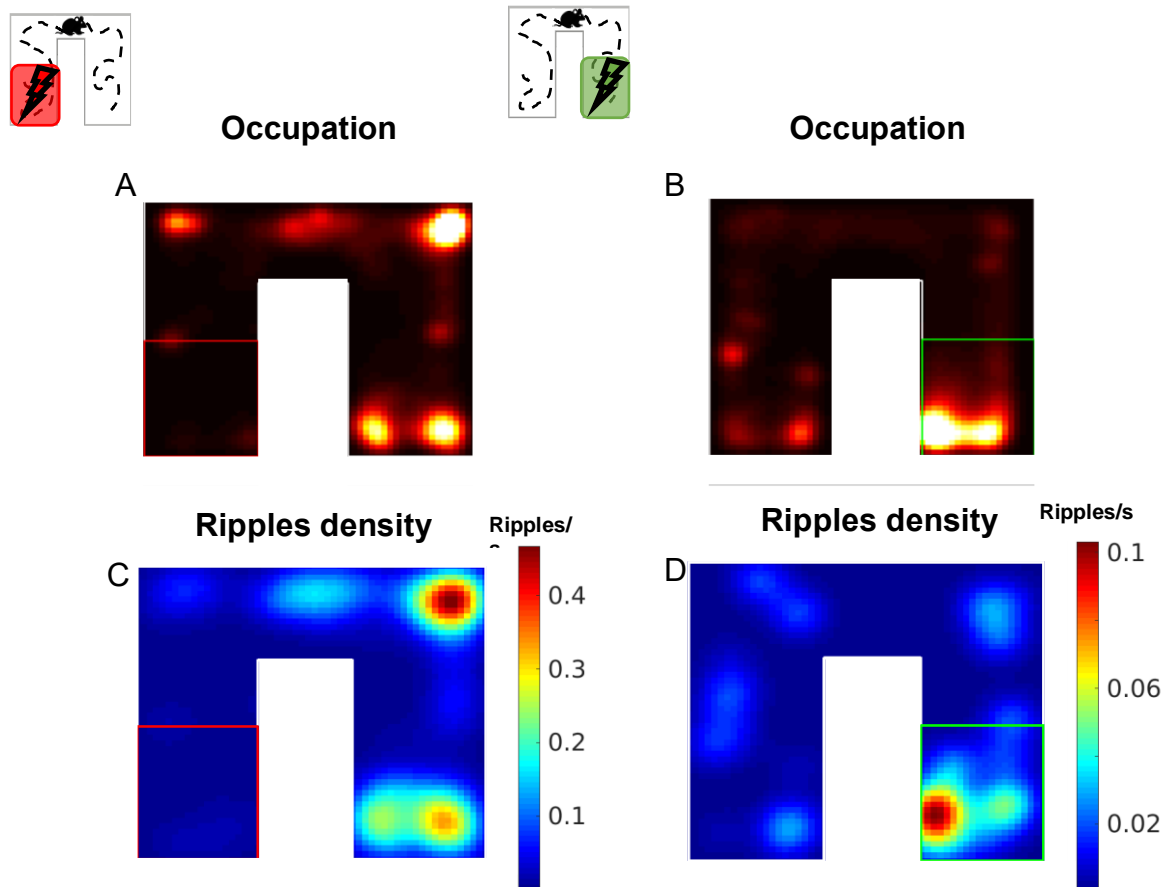 Occupation
Occupation
A
B
Ripples density
Ripples/
Ripples density
Ripples/s
C
0.4
0.3
0.2
0.1
D
0.1
0.06
0.02